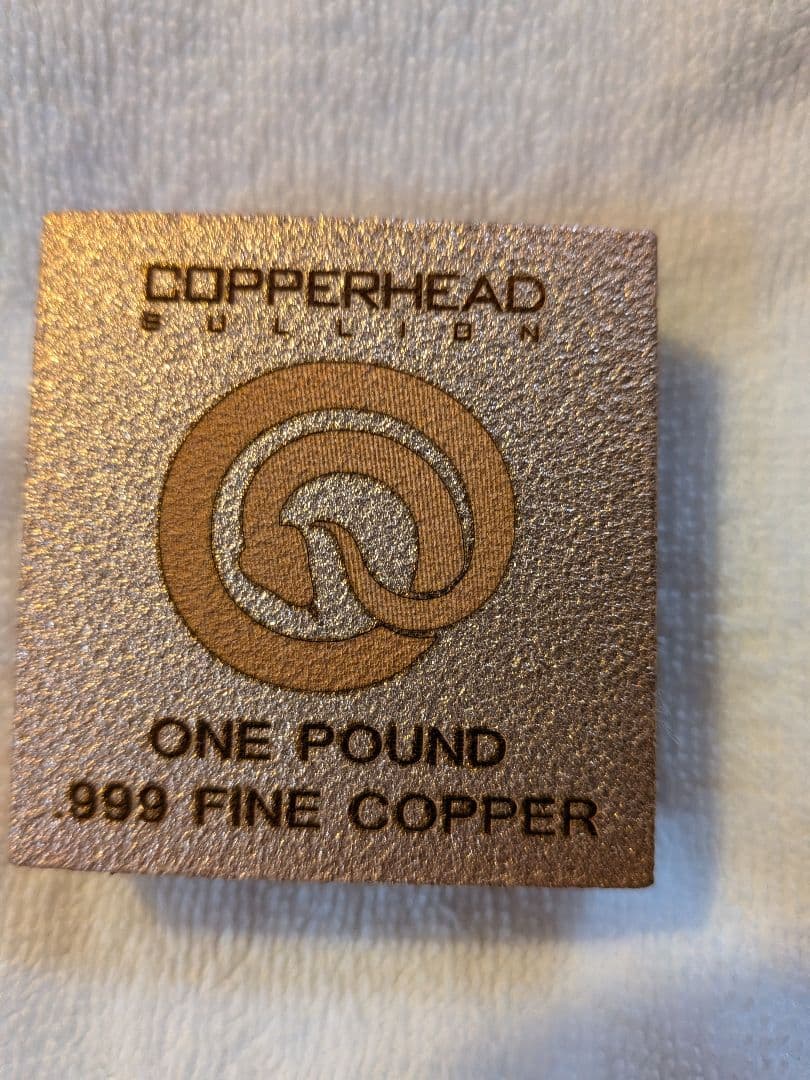 COPPERHEAD
BULLION
ONE POUND
.999 FINE COPPER